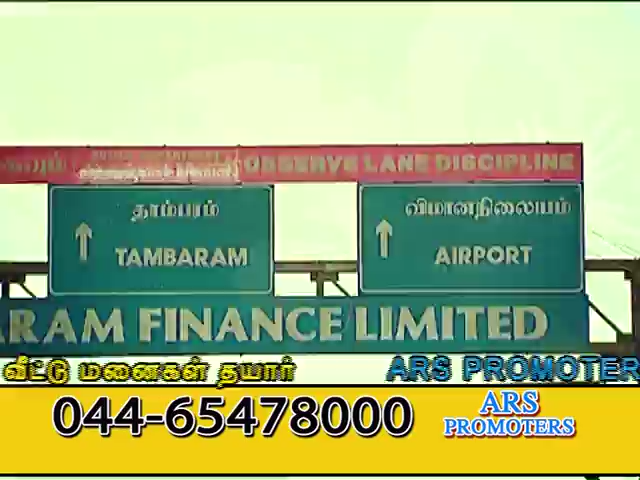 OBSERVE LANE DISCIPLINE
தாம்பரம்
TAMBARAM
விமானநிலையம்
AIRPORT
ARAM FINANCE LIMITED
வீட்டு மனைகள் தயார் ARS PROMOTER
044-65478000
ARS
PROMOTERS